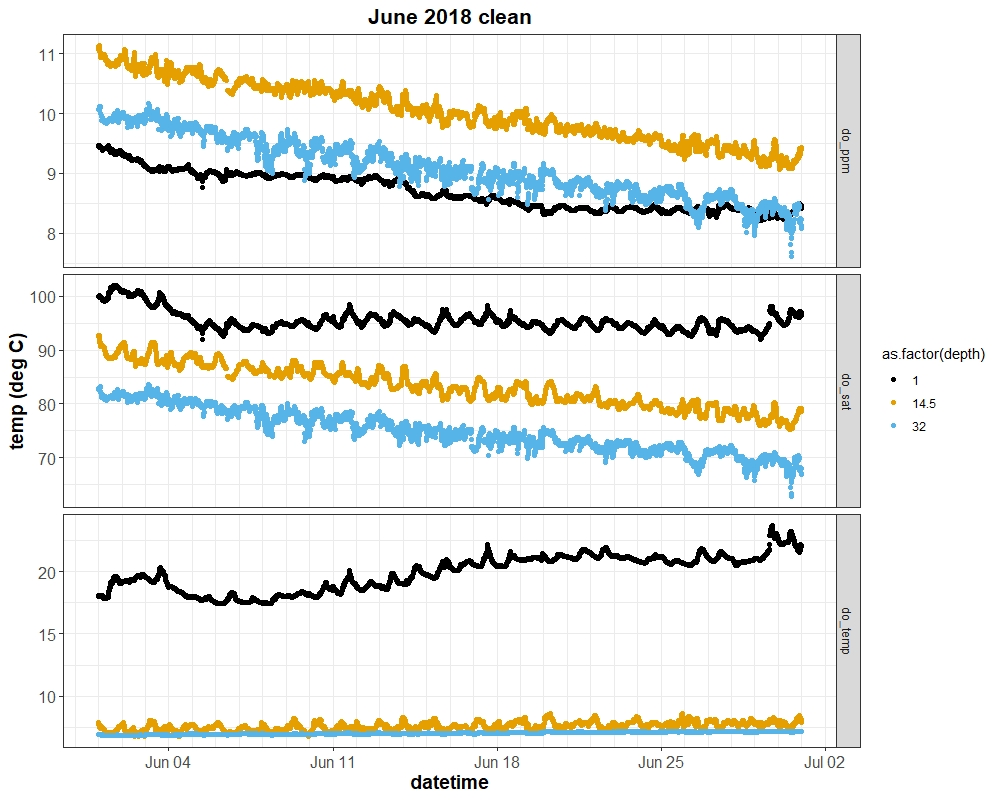 June 2018 clean
11
10
9
8
do_ppm
100
90
80
70
do_sat
20
15
10
do_temp
temp (deg C)
Jun 04
Jun 11
Jun 18
Jun 25
Jul 02
datetime
as.factor(depth)
1
14.5
32